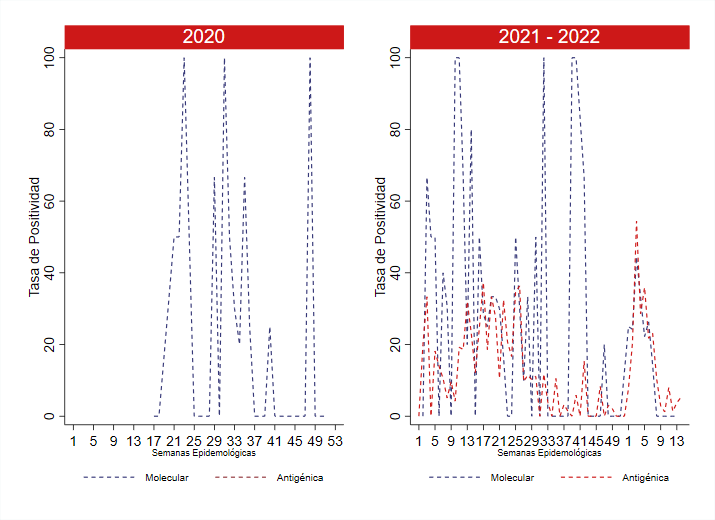 2020
2021 - 2022
Tasa de Positividad
100
80
60
40
20
0
1 5 9 13 17 21 25 29 33 37 41 45 49 53
Semanas Epidemológicas
Molecular
Antigénica
Tasa de Positividad
100
80
60
40
20
0
1 5 9 13 17 21 25 29 33 37 41 45 49 1 5 9 13
Semanas Epidemológicas
Molecular
Antigénica